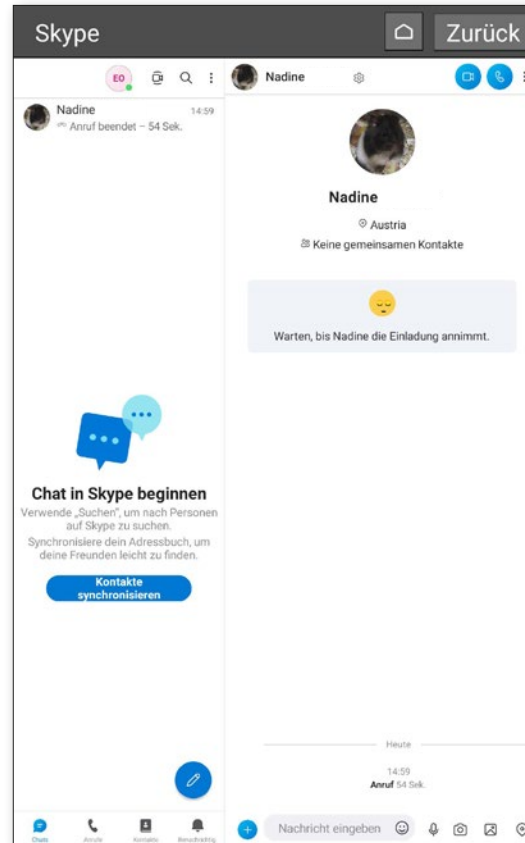 Skype
Zurück
EO
Nadine
14:59
Anruf beendet – 54 Sek.
Chat in Skype beginnen
Verwende „Suchen", um nach Personen
auf Skype zu suchen.
Synchronisiere dein Adressbuch, um
deine Freunden leicht zu finden.
Kontakte
synchronisieren
Chats
Anrufe
Kontakte
Nadine
Nadine
Austria
Keine gemeinsamen Kontakte
Warten, bis Nadine die Einladung annimmt.
Heute
14:59
Anruf 54 Sek.
Nachricht eingeben